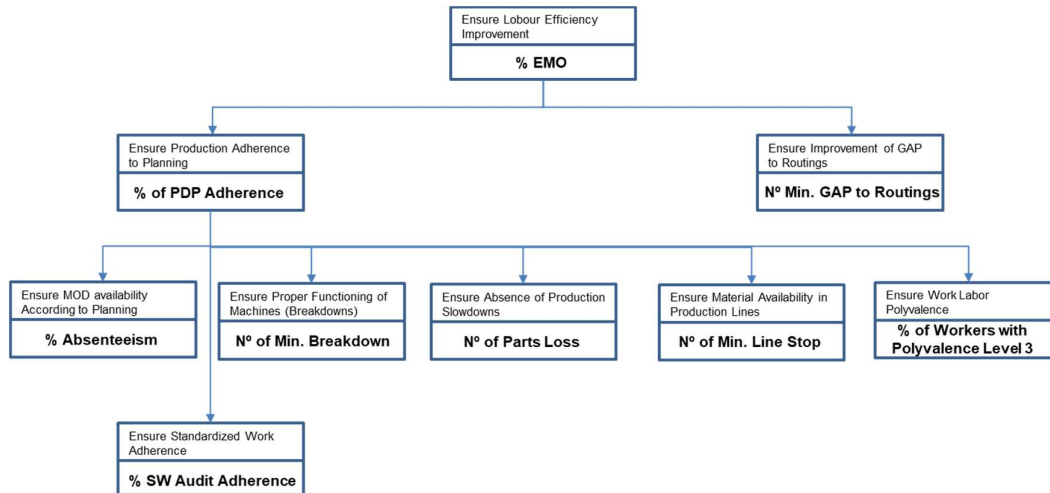 Ensure Lobour Efficiency
Improvement
% EMO
Ensure Production Adherence
to Planning
% of PDP Adherence
Ensure Improvement of GAP
to Routings
Nº Min. GAP to Routings
Ensure MOD availability
According to Planning
% Absenteeism
Ensure Proper Functioning of
Machines (Breakdowns)
Nº of Min. Breakdown
Ensure Absence of Production
Slowdowns
Nº of Parts Loss
Ensure Material Availability in
Production Lines
Nº of Min. Line Stop
Ensure Work Labor
Polyvalence
% of Workers with
Polyvalence Level 3
Ensure Standardized Work
Adherence
% SW Audit Adherence